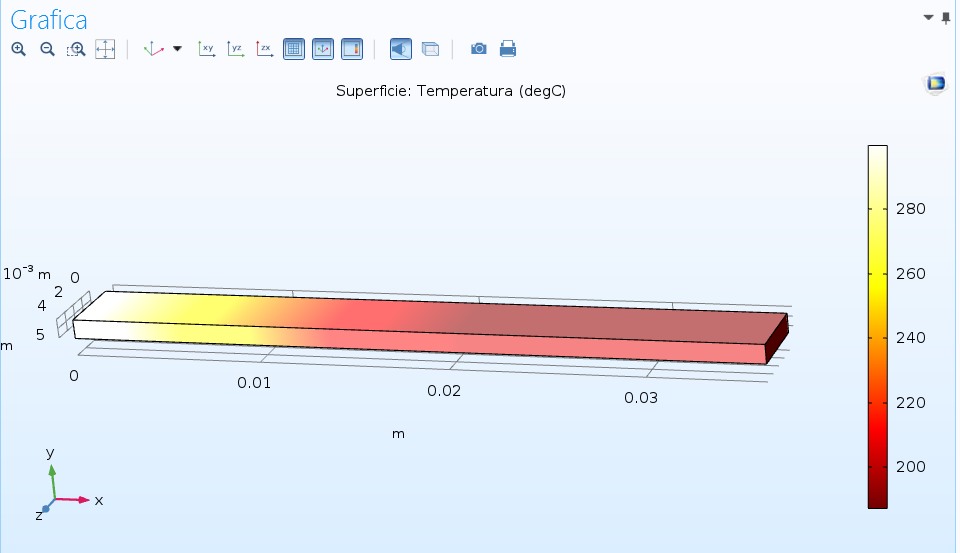 Grafica
xy yz zx
Superficie: Temperatura (degC)
280
260
240
220
200
10⁻³ m
0
2
4
5
m
0
0.01
0.02
0.03
m
y
x
z